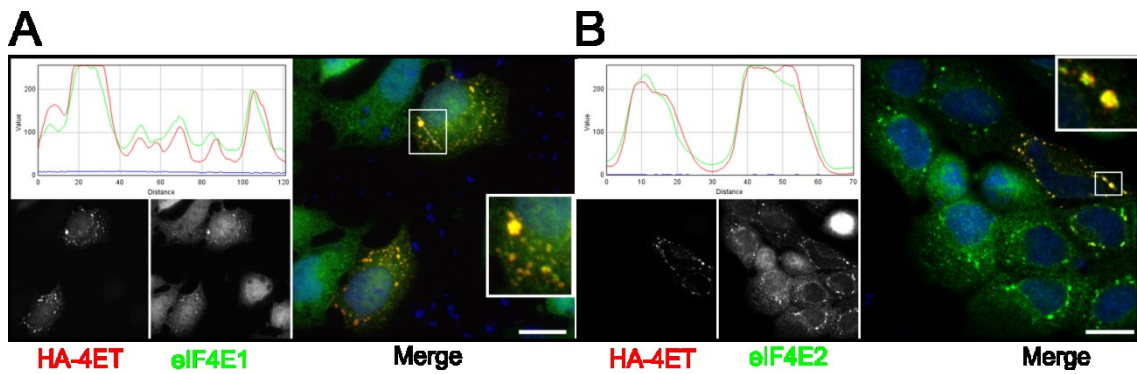 A
B
200
100
0
Value
0 20 40 60 80 100 120
Distance
200
100
0
Value
0 10 20 30 40 50 60 70
Distance
HA-4ET eIF4E1 Merge
HA-4ET eIF4E2 Merge